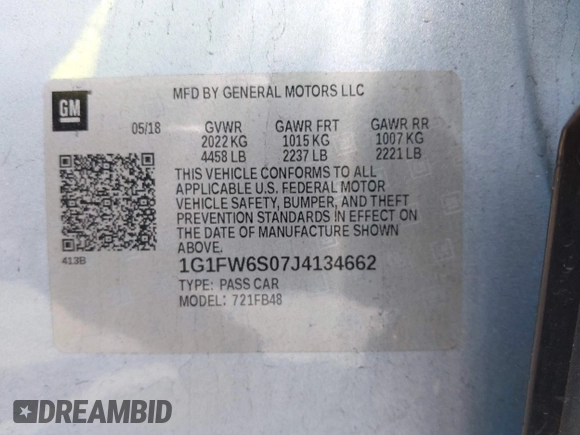 GM
MFD BY GENERAL MOTORS LLC
05/18 GVWR GAWR FRT GAWR RR
2022 KG 1015 KG 1007 KG
4458 LB 2237 LB 2221 LB
THIS VEHICLE CONFORMS TO ALL
APPLICABLE U.S. FEDERAL MOTOR
VEHICLE SAFETY, BUMPER, AND THEFT
PREVENTION STANDARDS IN EFFECT ON
THE DATE OF MANUFACTURE SHOWN
ABOVE.
413B
1G1FW6S07J4134662
TYPE: PASS CAR
MODEL: 721FB48
DREAMBID